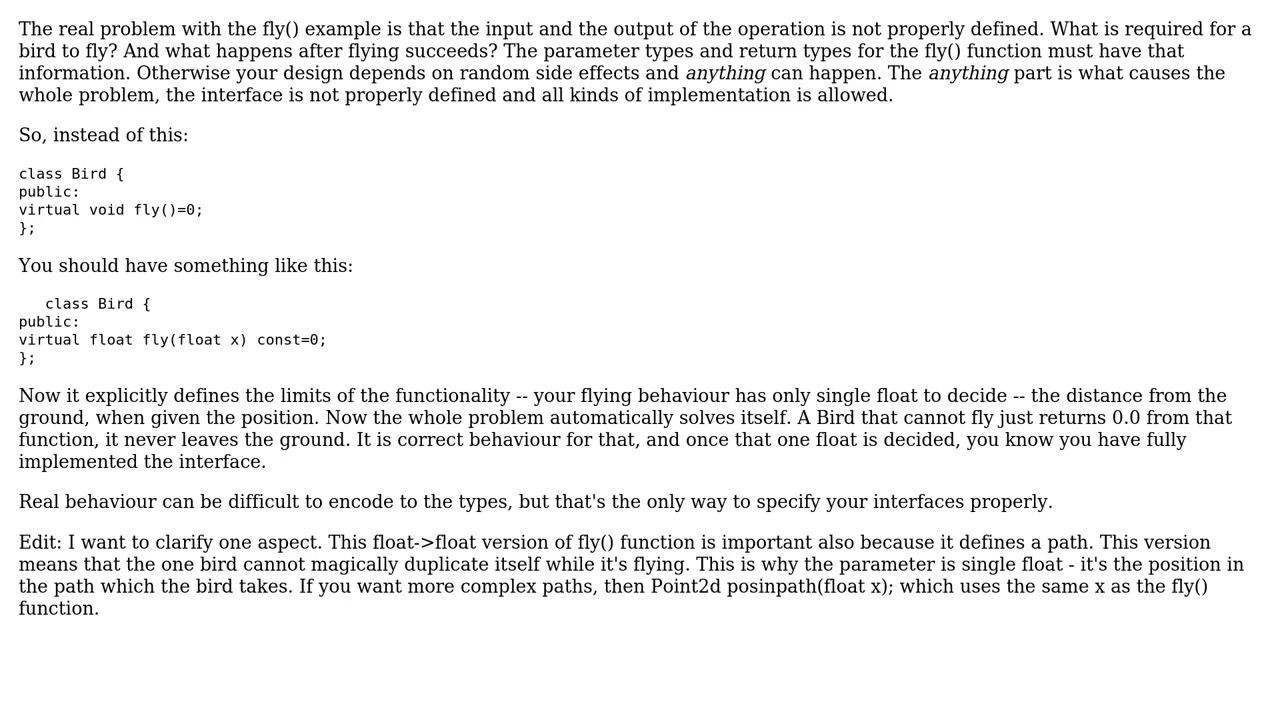 The real problem with the fly() example is that the input and the output of the operation is not properly defined. What is required for a
bird to fly? And what happens after flying succeeds? The parameter types and return types for the fly() function must have that
information. Otherwise your design depends on random side effects and anything can happen. The anything part is what causes the
whole problem, the interface is not properly defined and all kinds of implementation is allowed.
So, instead of this:
class Bird {
public:
virtual void fly()=0;
};
You should have something like this:
   class Bird {
public:
virtual float fly(float x) const=0;
};
Now it explicitly defines the limits of the functionality -- your flying behaviour has only single float to decide -- the distance from the
ground, when given the position. Now the whole problem automatically solves itself. A Bird that cannot fly just returns 0.0 from that
function, it never leaves the ground. It is correct behaviour for that, and once that one float is decided, you know you have fully
implemented the interface.
Real behaviour can be difficult to encode to the types, but that's the only way to specify your interfaces properly.
Edit: I want to clarify one aspect. This float->float version of fly() function is important also because it defines a path. This version
means that the one bird cannot magically duplicate itself while it's flying. This is why the parameter is single float - it's the position in
the path which the bird takes. If you want more complex paths, then Point2d posinpath(float x); which uses the same x as the fly()
function.